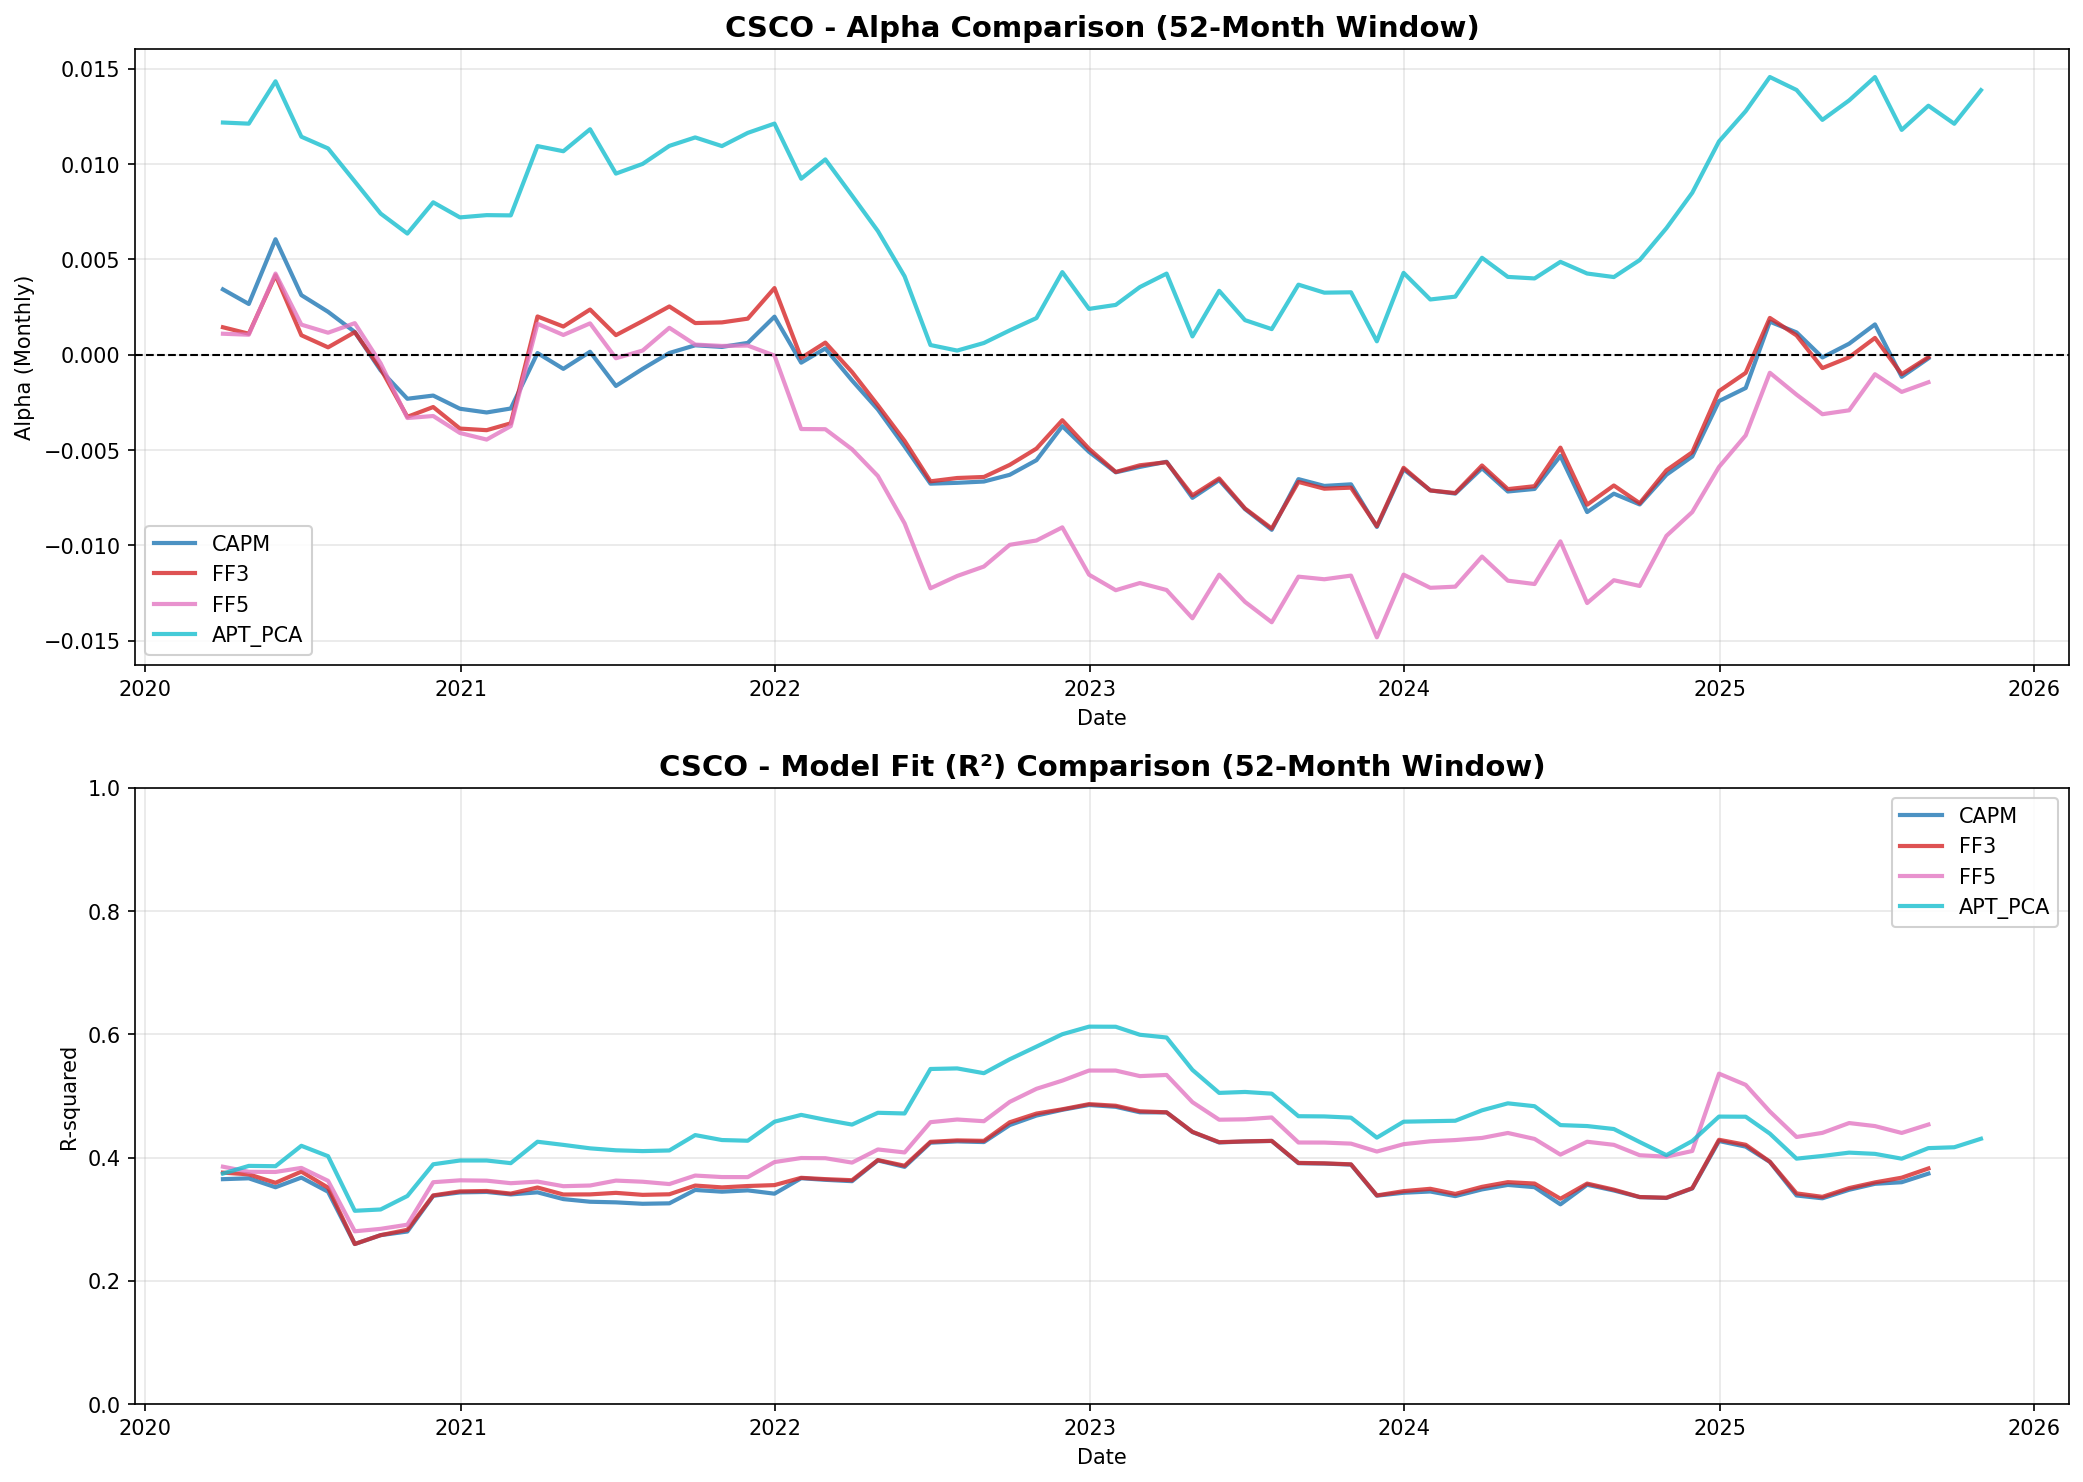 CSCO - Alpha Comparison (52-Month Window)
Alpha (Monthly)
0.015
0.010
0.005
0.000
−0.005
−0.010
−0.015
CAPM
FF3
FF5
APT_PCA
2020 2021 2022 2023 2024 2025 2026
Date
CSCO - Model Fit (R²) Comparison (52-Month Window)
R-squared
1.0
0.8
0.6
0.4
0.2
0.0
CAPM
FF3
FF5
APT_PCA
2020 2021 2022 2023 2024 2025 2026
Date